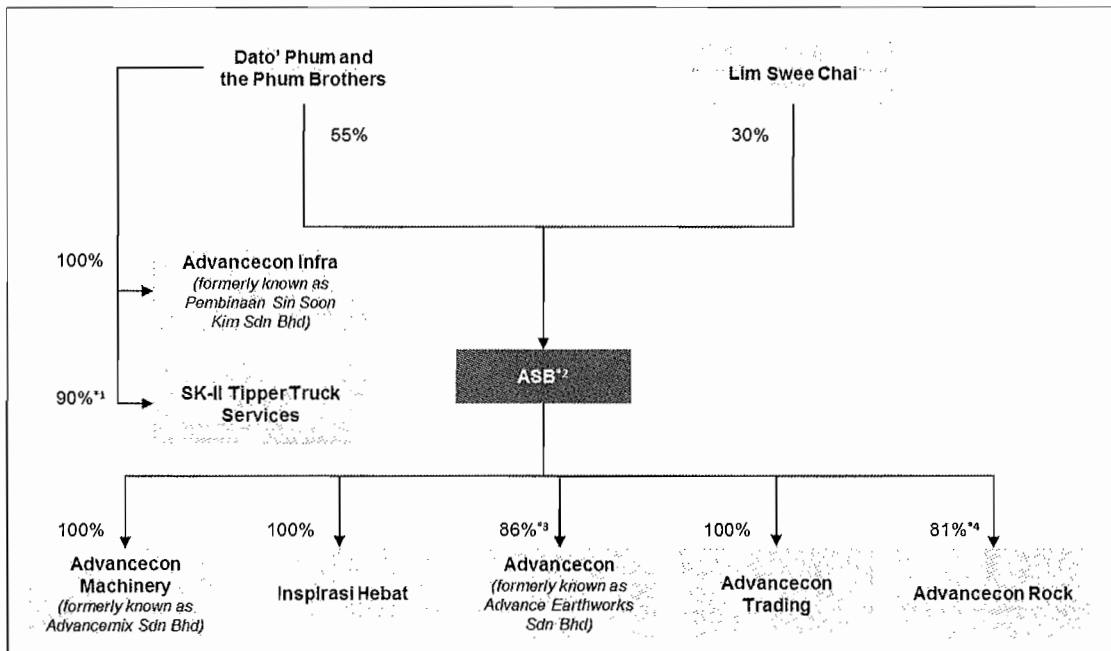 Dato' Phum and
the Phum Brothers
Lim Swee Chai
55%
30%
100%
Advancecon Infra
(formerly known as
Pembinaan Sin Soon
Kim Sdn Bhd)
ASB*2
90%*1
SK-II Tipper Truck
Services
100%
100%
86%*3
100%
81%*4
Advancecon
Machinery
(formerly known as
Advancemix Sdn Bhd)
Inspirasi Hebat
Advancecon
(formerly known as
Advance Earthworks
Sdn Bhd)
Advancecon
Trading
Advancecon Rock